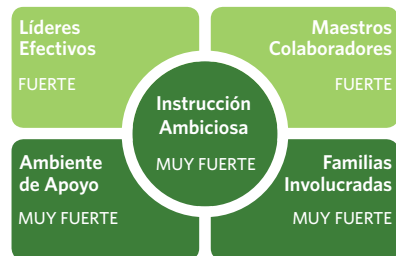 Líderes
Efectivos
FUERTE
Maestros
Colaboradores
FUERTE
Instrucción
Ambiciosa
MUY FUERTE
Ambiente
de Apoyo
MUY FUERTE
Familias
Involucradas
MUY FUERTE